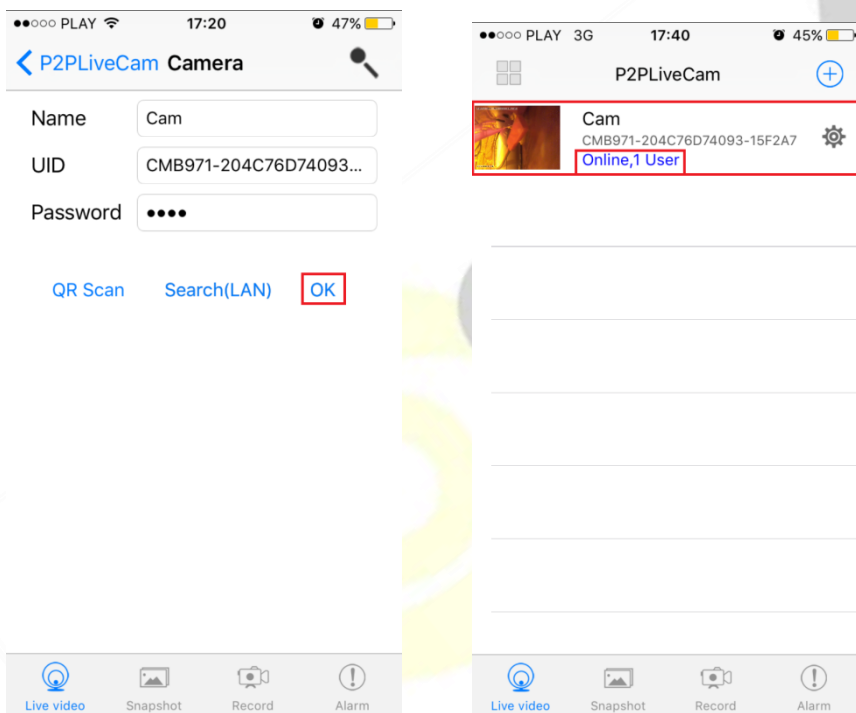 PLAY 17:20 47%
P2PLiveCam Camera
Name Cam
UID CMB971-204C76D74093...
Password ••••
QR Scan Search(LAN) OK
Live video Snapshot Record Alarm
PLAY 3G 17:40 45%
P2PLiveCam
Cam
CMB971-204C76D74093-15F2A7
Online,1 User
Live video Snapshot Record Alarm